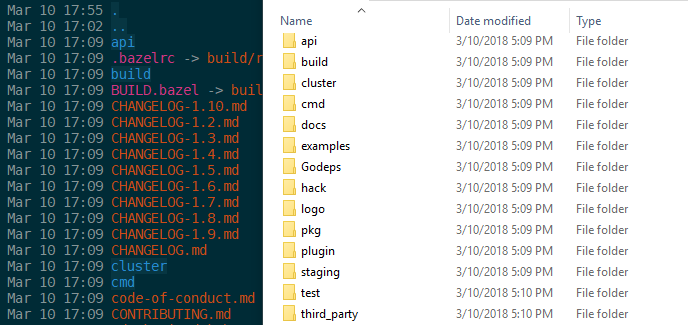 Mar 10 17:55 .
Mar 10 17:02 ..
Mar 10 17:09 api
Mar 10 17:09 .bazelrc -> build/r
Mar 10 17:09 build
Mar 10 17:09 BUILD.bazel -> buil
Mar 10 17:09 CHANGELOG-1.10.md
Mar 10 17:09 CHANGELOG-1.2.md
Mar 10 17:09 CHANGELOG-1.3.md
Mar 10 17:09 CHANGELOG-1.4.md
Mar 10 17:09 CHANGELOG-1.5.md
Mar 10 17:09 CHANGELOG-1.6.md
Mar 10 17:09 CHANGELOG-1.7.md
Mar 10 17:09 CHANGELOG-1.8.md
Mar 10 17:09 CHANGELOG-1.9.md
Mar 10 17:09 CHANGELOG.md
Mar 10 17:09 cluster
Mar 10 17:09 cmd
Mar 10 17:09 code-of-conduct.md
Mar 10 17:09 CONTRIBUTING.md
Name Date modified Type
api 3/10/2018 5:09 PM File folder
build 3/10/2018 5:09 PM File folder
cluster 3/10/2018 5:09 PM File folder
cmd 3/10/2018 5:09 PM File folder
docs 3/10/2018 5:09 PM File folder
examples 3/10/2018 5:09 PM File folder
Godeps 3/10/2018 5:09 PM File folder
hack 3/10/2018 5:09 PM File folder
logo 3/10/2018 5:09 PM File folder
pkg 3/10/2018 5:09 PM File folder
plugin 3/10/2018 5:09 PM File folder
staging 3/10/2018 5:09 PM File folder
test 3/10/2018 5:10 PM File folder
third_party 3/10/2018 5:10 PM File folder